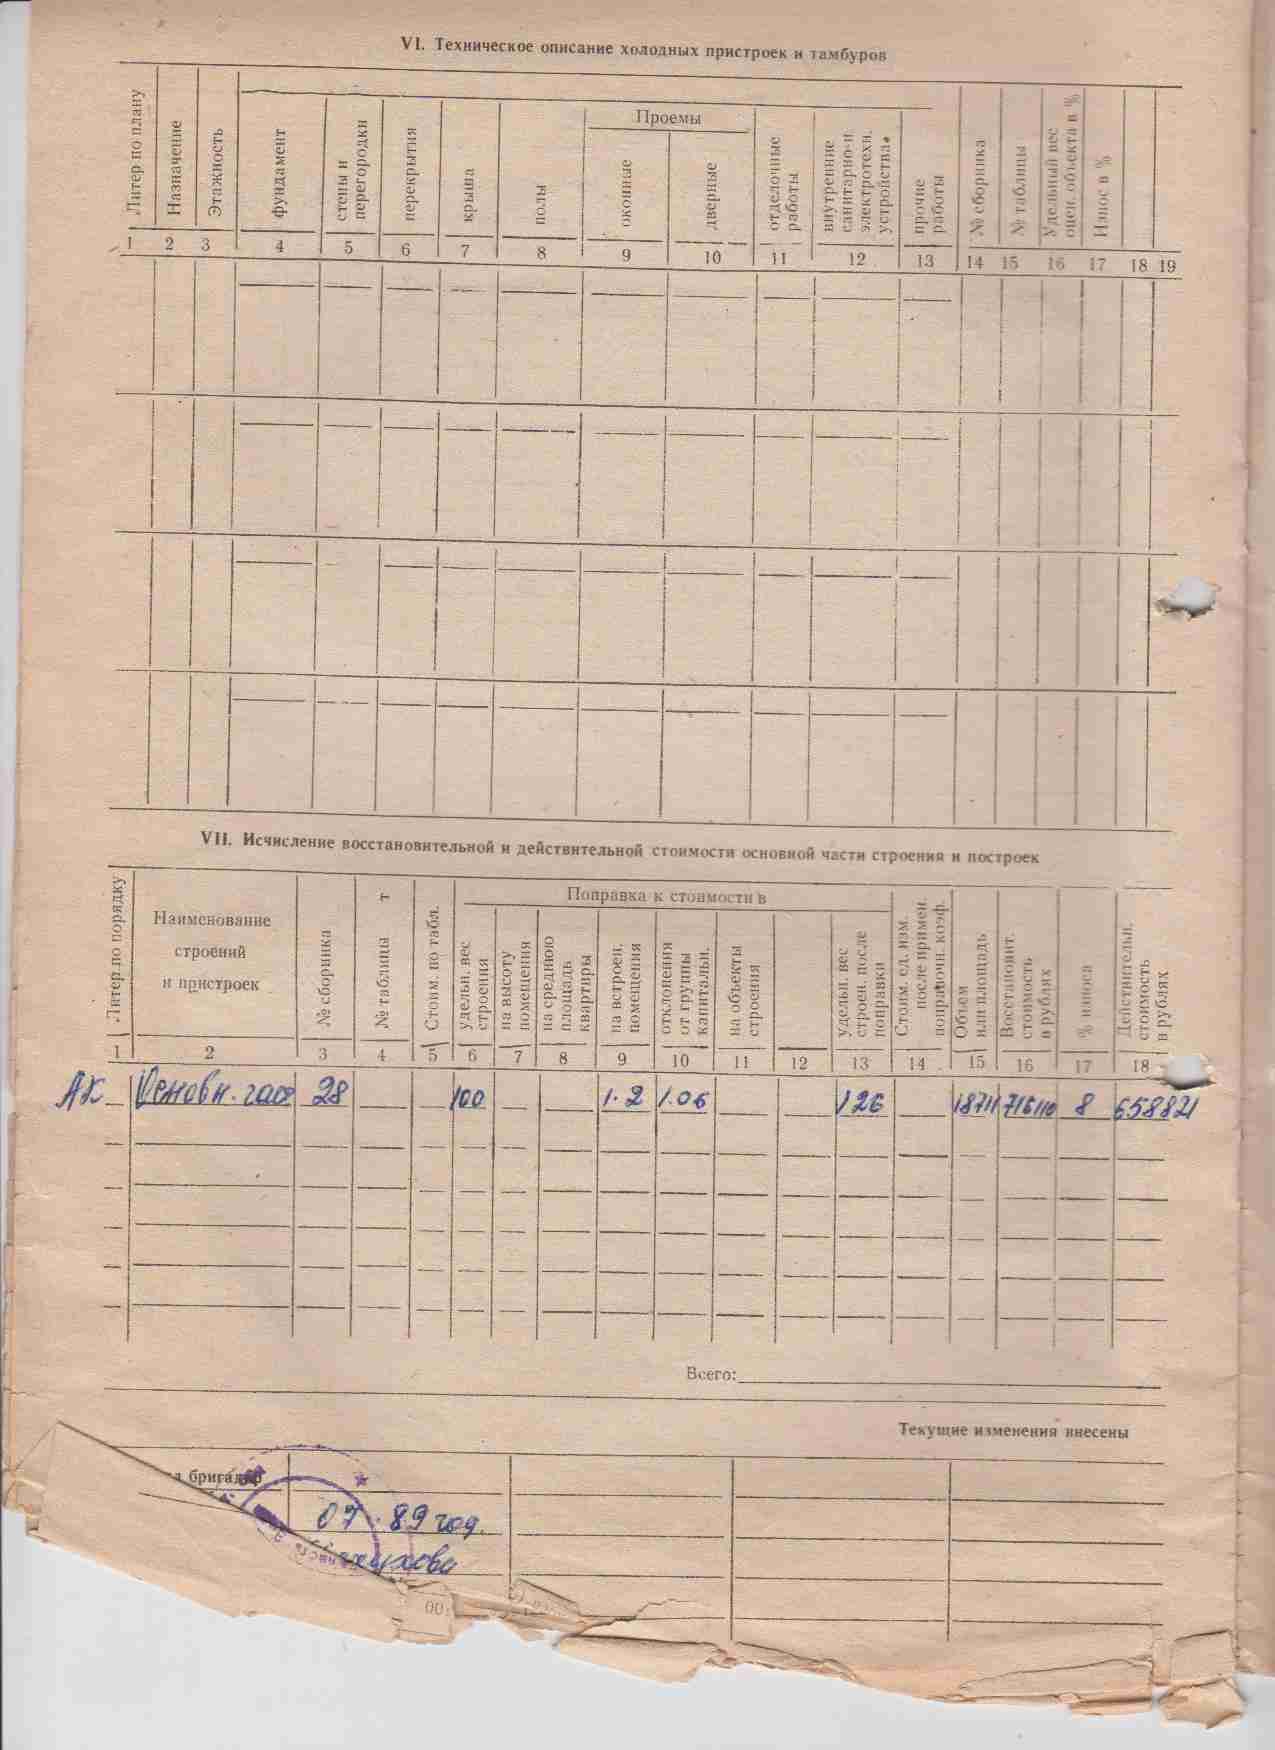 VI. Техническое описание холодных пристроек и тамбуров
Литер по плану
Назначение
Этажность
фундамент
стены и
перегородки
перекрытия
крыша
полы
Проемы
оконные
дверные
отделочные
работы
внутренние
санитарно-и
электротехн.
устройства
прочие
работы
№ сборника
№ таблицы
Удельный вес
оцен. объекта в %
Износ в %
1 2 3 4 5 6 7 8 9 10 11 12 13 14 15 16 17 18 19
VII. Исчисление восстановительной и действительной стоимости основной части строения и построек
Литер по порядку
Наименование
строений
и пристроек
№ сборника
№ таблицы т
Стоим. по табл.
Поправка к стоимости в
удельн. вес
строения
на высоту
помещения
на среднюю
площадь
квартиры
на встроен.
помещения
отклонения
от группы
капитальн.
на объекты
строения
удельн. вес
строен. после
поправки
Стоим. ед. изм.
после примен.
поправочн. коэф.
Объем
или площадь
Восстановит.
стоимость
в рублях
% износа
Действительн.
стоимость
в рублях
1 2 3 4 5 6 7 8 9 10 11 12 13 14 15 16 17 18
АК Основн. част 28 100 1.2 1.06 126 18711 716110 8 658821
Всего:
Текущие изменения внесены
бригадир
07.89 год.